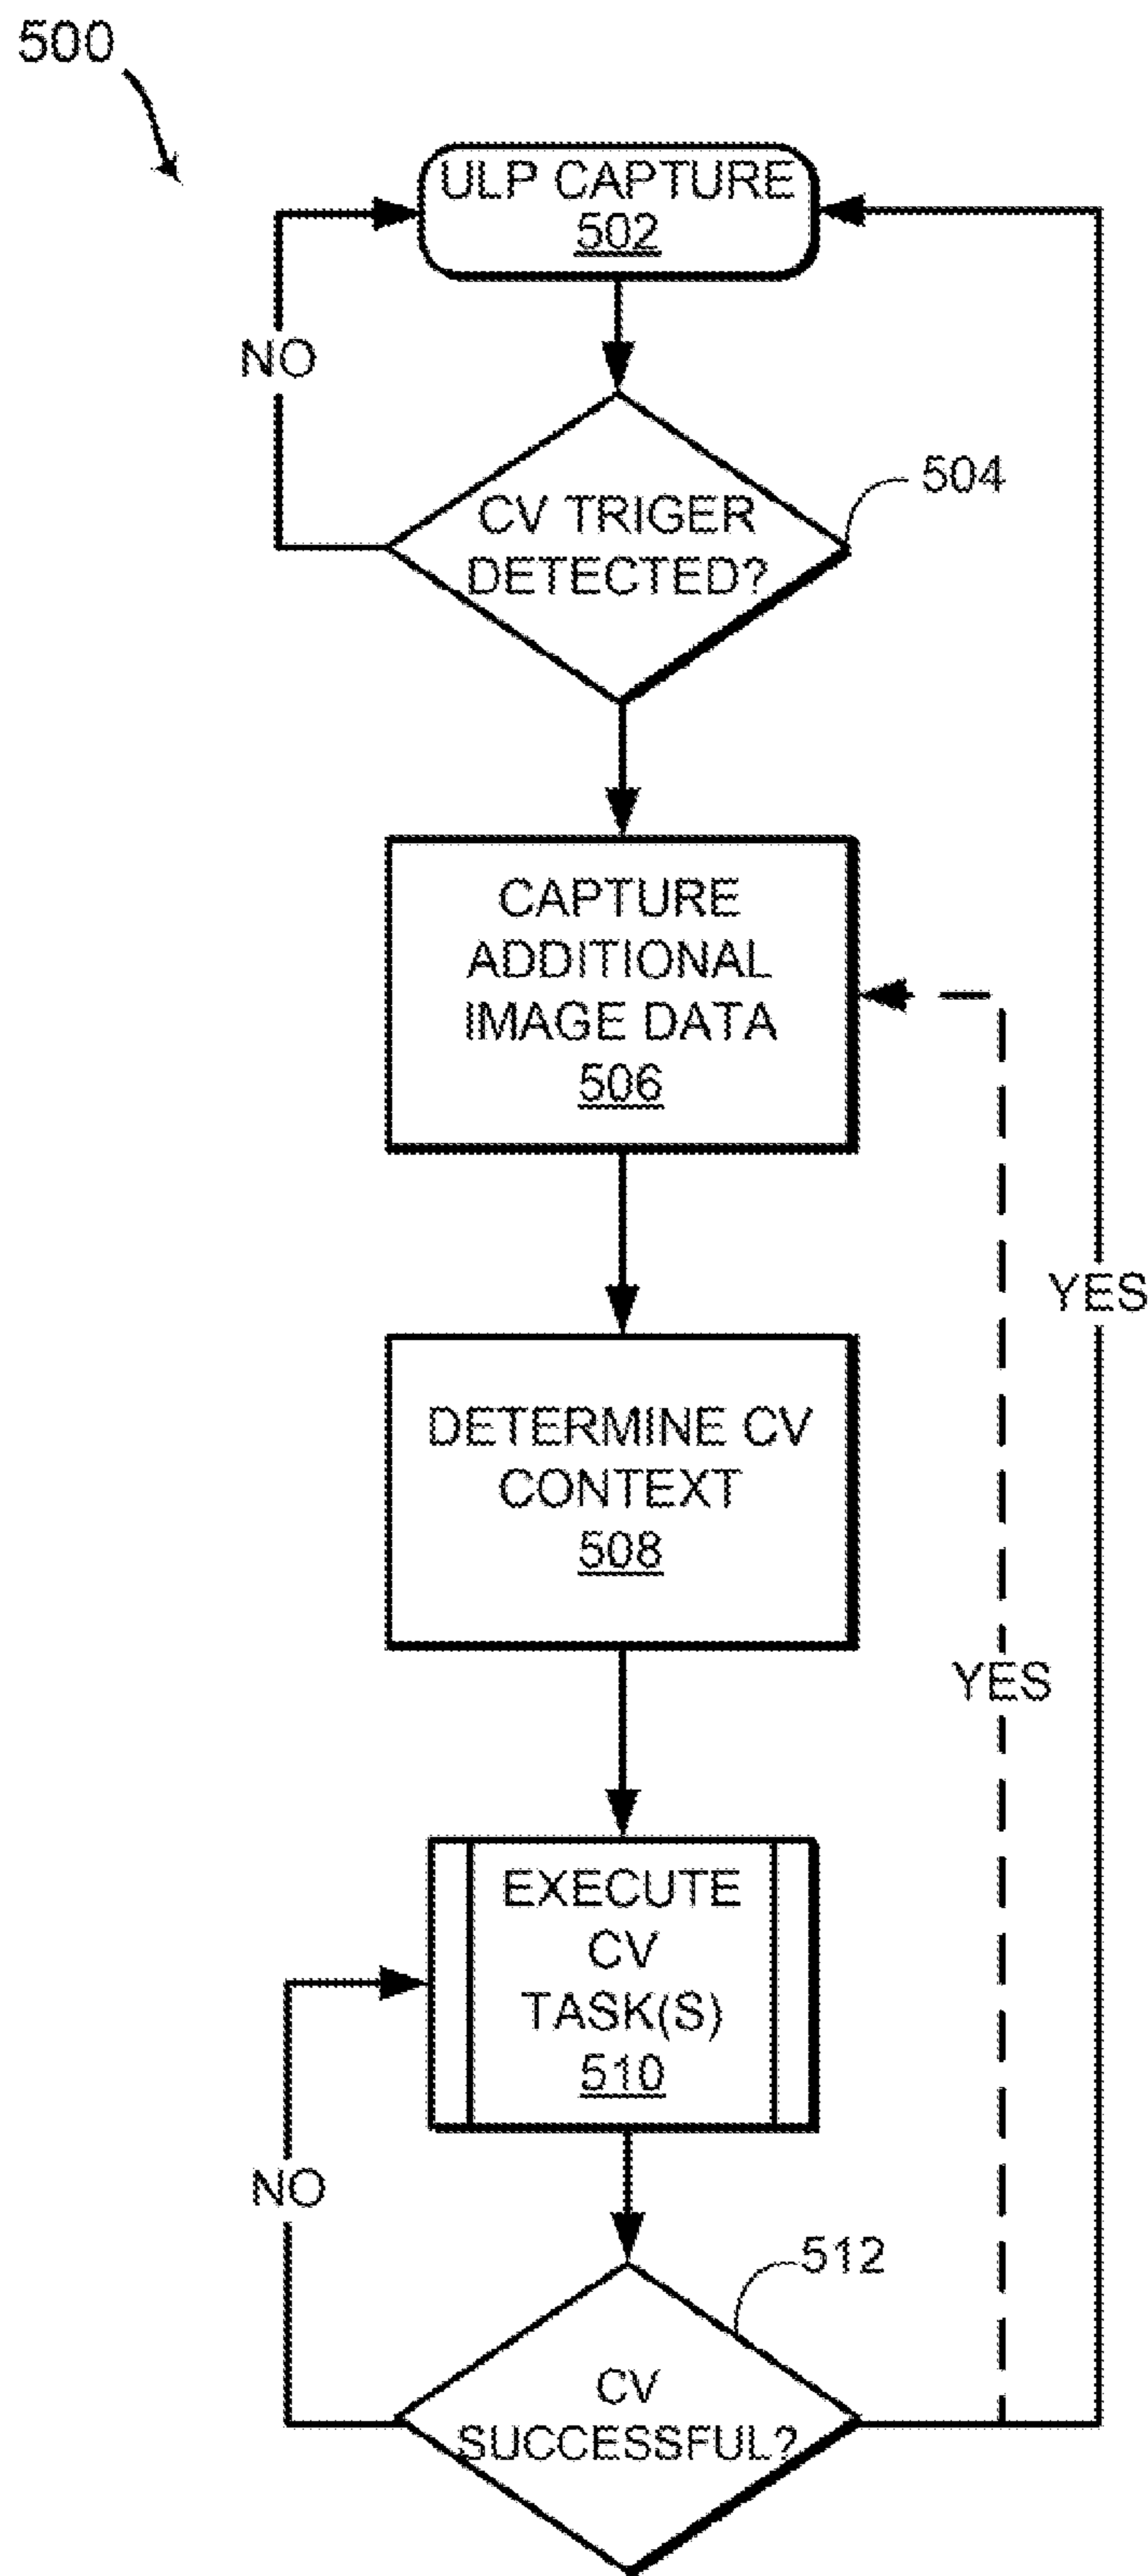 500
ULP CAPTURE
502
NO
CV TRIGER
DETECTED?
504
CAPTURE
ADDITIONAL
IMAGE DATA
506
YES
DETERMINE CV
CONTEXT
508
YES
EXECUTE
CV
TASK(S)
510
NO
512
CV
SUCCESSFUL?